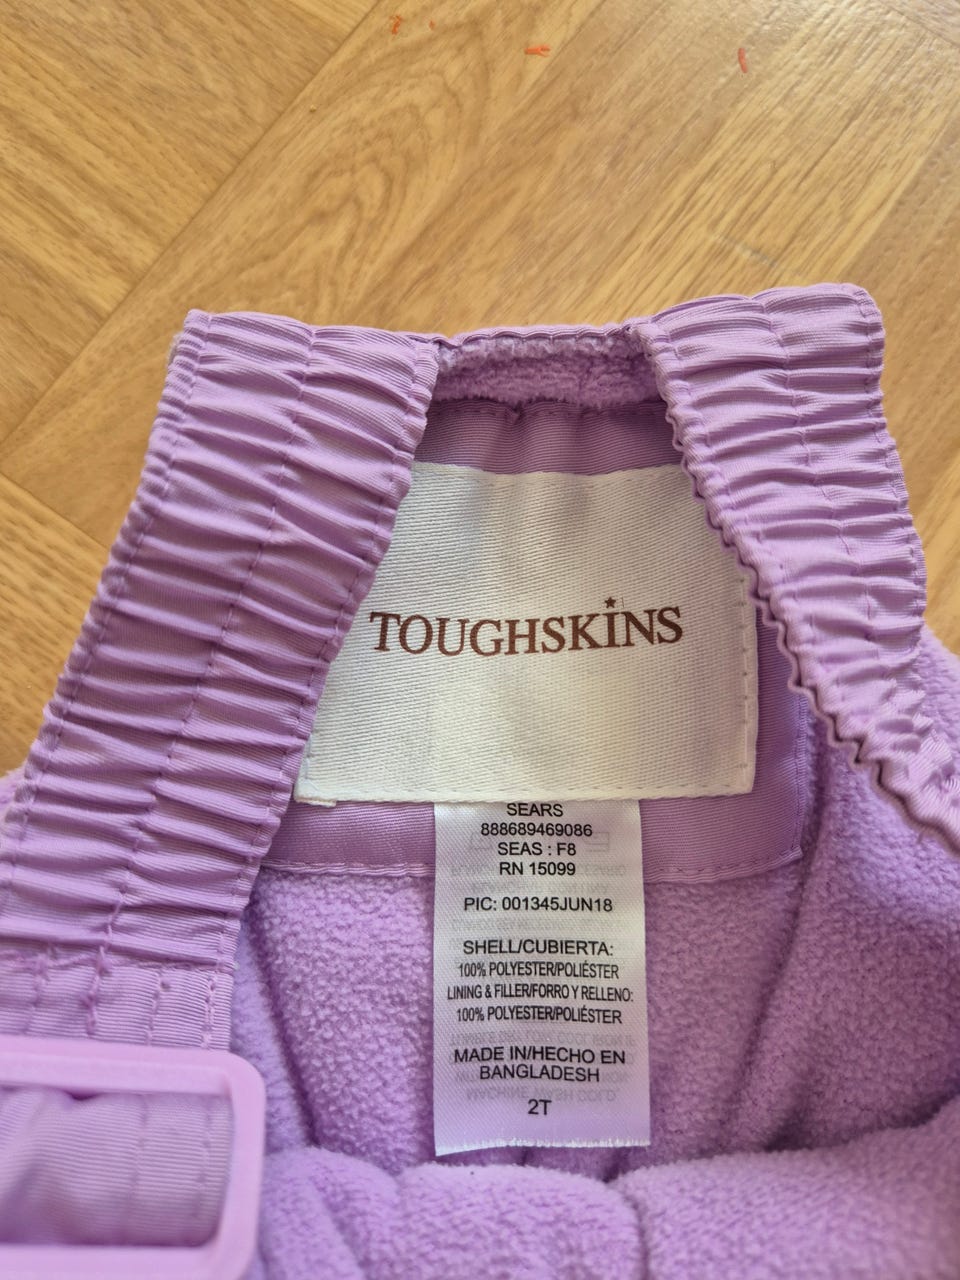 TOUGHSKINS
SEARS
888689469086
SEAS : F8
RN 15099
PIC: 001345JUN18
SHELL/CUBIERTA:
100% POLYESTER/POLIÉSTER
LINING & FILLER/FORRO Y RELLENO:
100% POLYESTER/POLIÉSTER
MADE IN/HECHO EN
BANGLADESH
2T